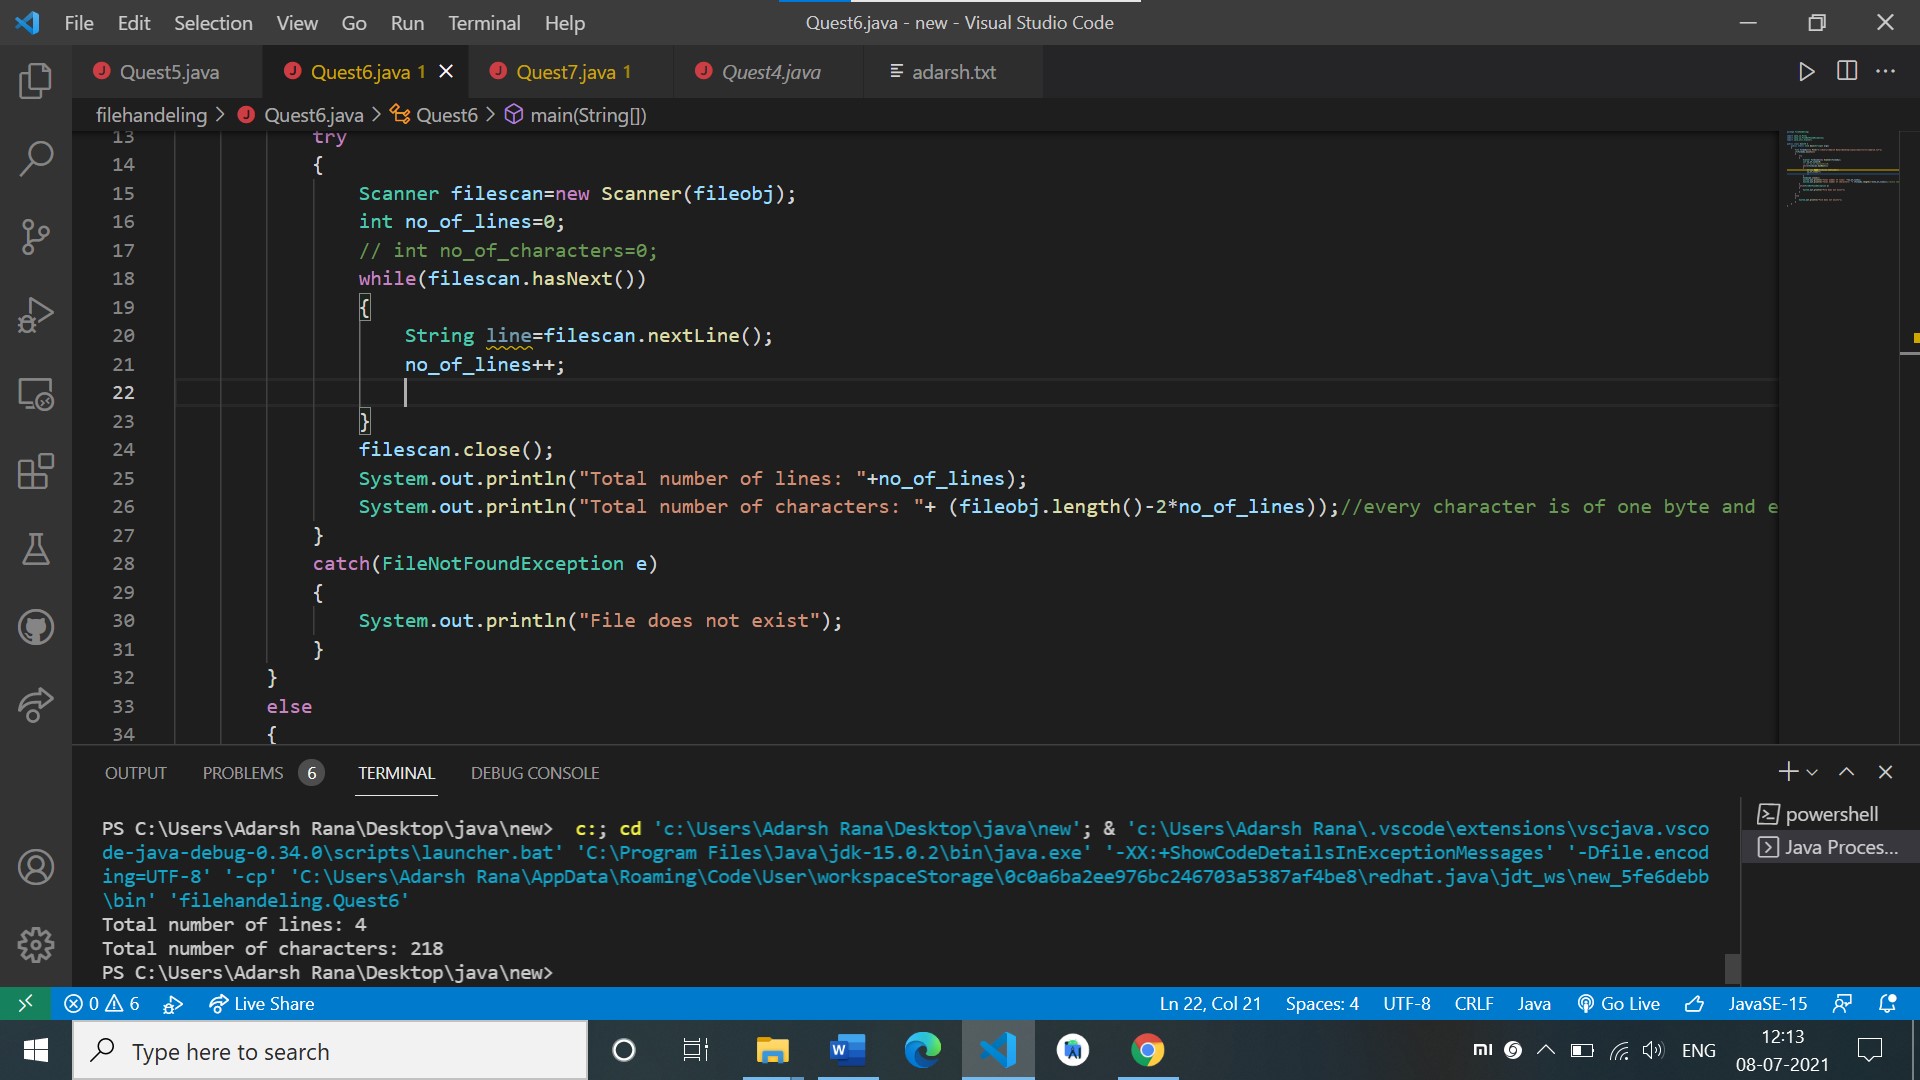 File Edit Selection View Go Run Terminal Help
Quest6.java - new - Visual Studio Code
Quest5.java Quest6.java 1 Quest7.java 1 Quest4.java adarsh.txt
filehandeling > Quest6.java > Quest6 > main(String[])
13 try
14 {
15 Scanner filescan=new Scanner(fileobj);
16 int no_of_lines=0;
17 // int no_of_characters=0;
18 while(filescan.hasNext())
19 {
20 String line=filescan.nextLine();
21 no_of_lines++;
22
23 }
24 filescan.close();
25 System.out.println("Total number of lines: "+no_of_lines);
26 System.out.println("Total number of characters: "+ (fileobj.length()-2*no_of_lines));//every character is of one byte and e
27 }
28 catch(FileNotFoundException e)
29 {
30 System.out.println("File does not exist");
31 }
32 }
33 else
34 {
OUTPUT PROBLEMS 6 TERMINAL DEBUG CONSOLE
powershell
Java Proces...
PS C:\Users\Adarsh Rana\Desktop\java\new> c:; cd 'c:\Users\Adarsh Rana\Desktop\java\new'; & 'c:\Users\Adarsh Rana\.vscode\extensions\vscjava.vsco
de-java-debug-0.34.0\scripts\launcher.bat' 'C:\Program Files\Java\jdk-15.0.2\bin\java.exe' '-XX:+ShowCodeDetailsInExceptionMessages' '-Dfile.encod
ing=UTF-8' '-cp' 'C:\Users\Adarsh Rana\AppData\Roaming\Code\User\workspaceStorage\0c0a6ba2ee976bc246703a5387af4be8\redhat.java\jdt_ws\new_5fe6debb
\bin' 'filehandeling.Quest6'
Total number of lines: 4
Total number of characters: 218
PS C:\Users\Adarsh Rana\Desktop\java\new>
0 6 Live Share Ln 22, Col 21 Spaces: 4 UTF-8 CRLF Java Go Live JavaSE-15
Type here to search
ENG
12:13
08-07-2021